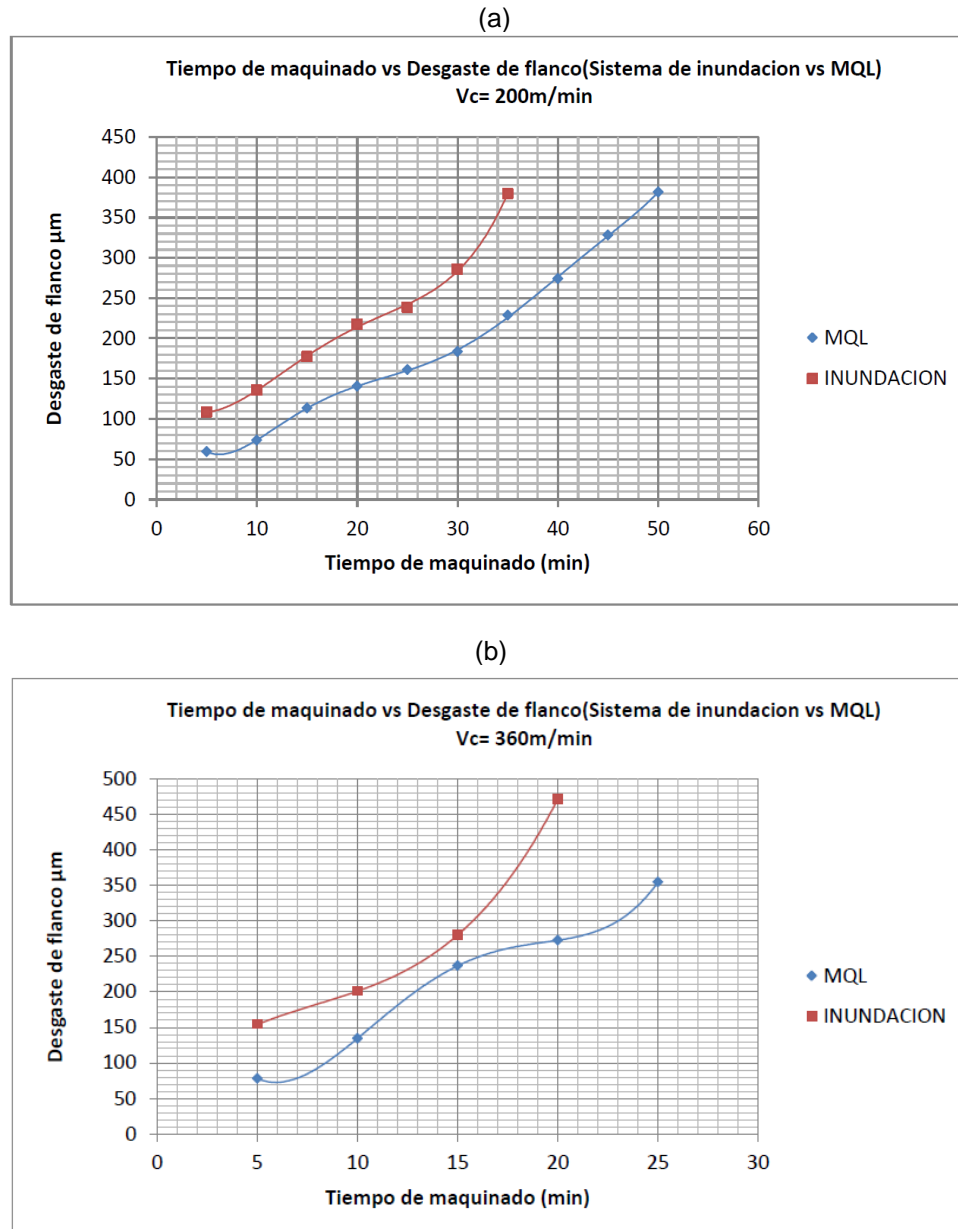 (a)
Tiempo de maquinado vs Desgaste de flanco(Sistema de inundacion vs MQL)
Vc= 200m/min
Desgaste de flanco µm
450
400
350
300
250
200
150
100
50
0
0 10 20 30 40 50 60
Tiempo de maquinado (min)
MQL
INUNDACION
(b)
Tiempo de maquinado vs Desgaste de flanco(Sistema de inundacion vs MQL)
Vc= 360m/min
Desgaste de flanco µm
500
450
400
350
300
250
200
150
100
50
0
0 5 10 15 20 25 30
Tiempo de maquinado (min)
MQL
INUNDACION